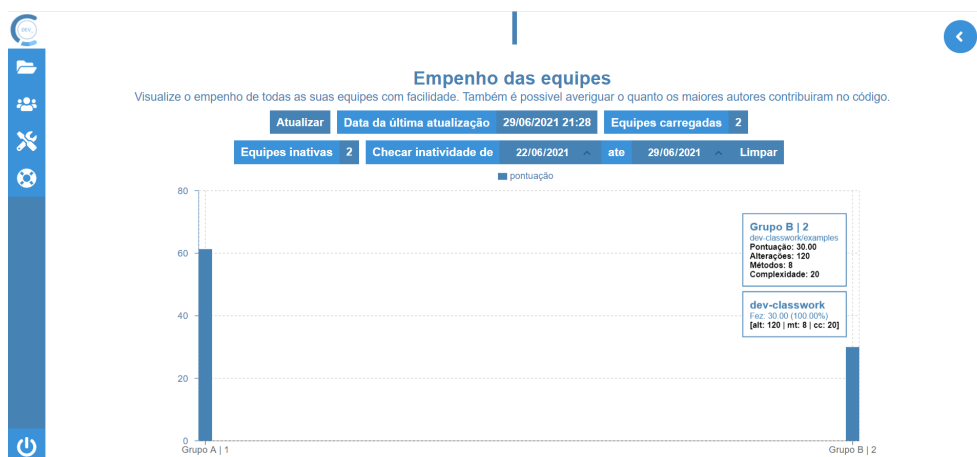 DEV_
Empenho das equipes
Visualize o empenho de todas as suas equipes com facilidade. Também é possivel averiguar o quanto os maiores autores contribuiram no código.
Atualizar Data da última atualização 29/06/2021 21:28 Equipes carregadas 2
Equipes inativas 2 Checar inatividade de 22/06/2021 até 29/06/2021 Limpar
pontuação
80
60
40
20
0
Grupo B | 2
dev-classwork/examples
Pontuação: 30.00
Alterações: 120
Métodos: 8
Complexidade: 20
dev-classwork
Fez: 30.00 (100.00%)
[alt: 120 | mt: 8 | cc: 20]
Grupo A | 1
Grupo B | 2